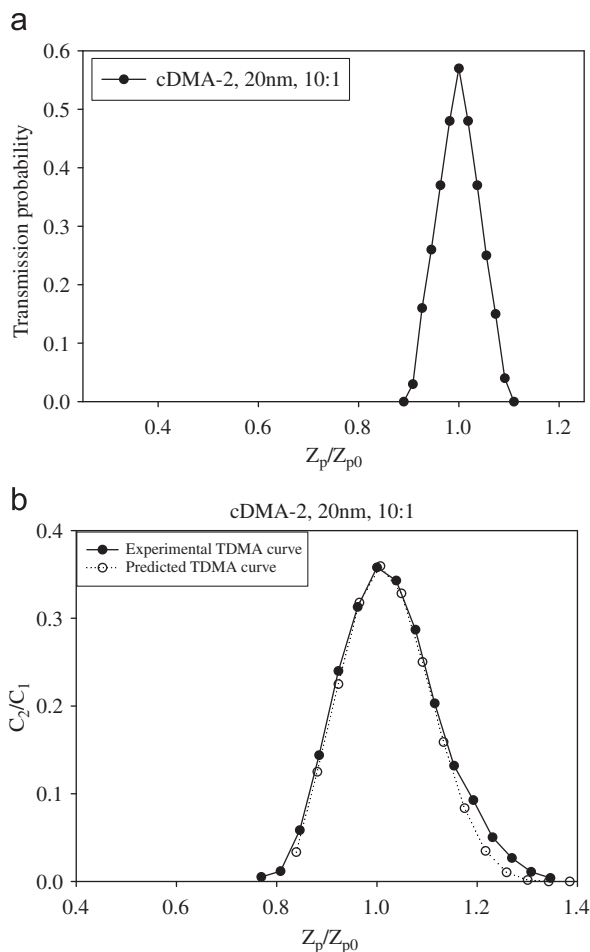 a
0.6
cDMA-2, 20nm, 10:1
0.5
0.4
0.3
0.2
0.1
0.0
Transmission probability
0.4 0.6 0.8 1.0 1.2
Zp/Zp0
b
cDMA-2, 20nm, 10:1
0.4
Experimental TDMA curve
Predicted TDMA curve
0.3
0.2
0.1
0.0
C2/C1
0.4 0.6 0.8 1.0 1.2 1.4
Zp/Zp0